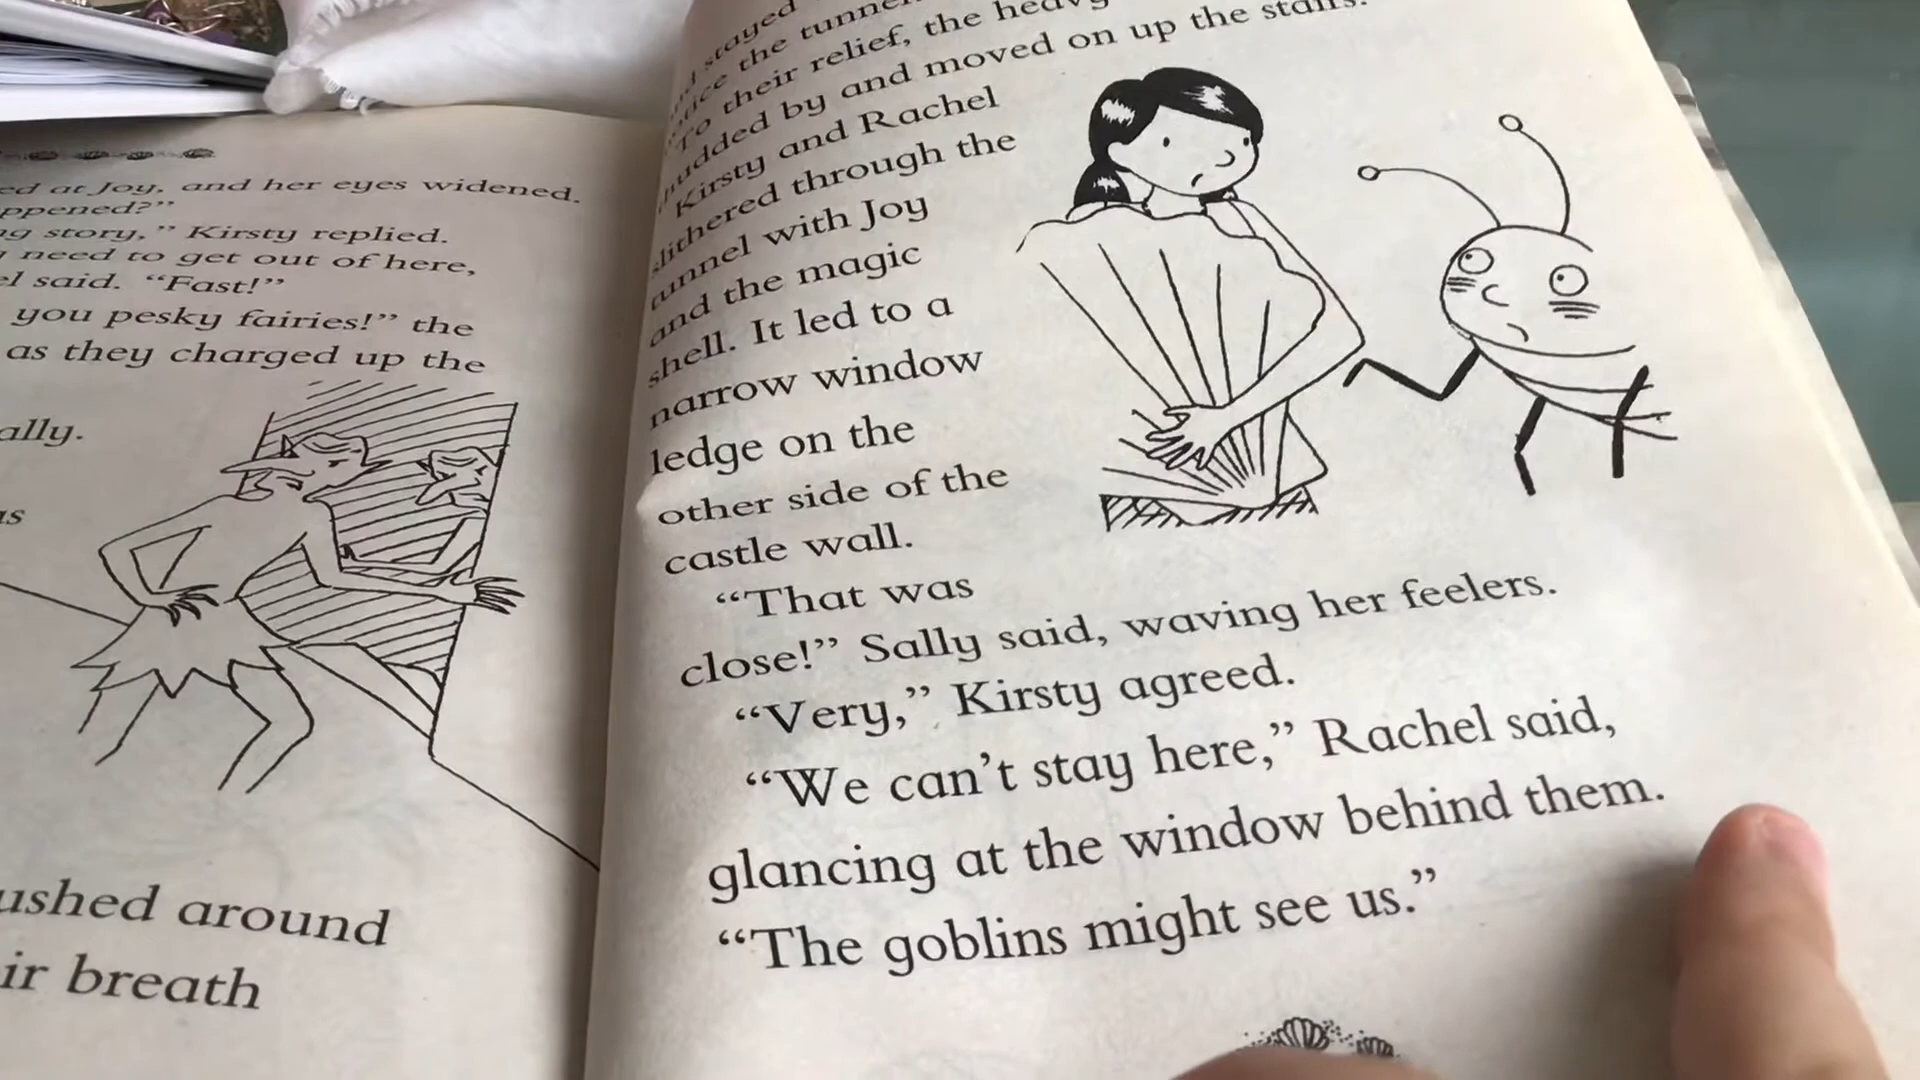 ed at Joy, and her eyes widened.
ppened?”
ng story,” Kirsty replied.
need to get out of here,
el said. “Fast!”
you pesky fairies!” the
as they charged up the
ally.
as
ushed around
ir breath
stayed
the tunnel
To their relief, the heavy
udded by and moved on up the stairs.
Kirsty and Rachel
slithered through the
tunnel with Joy
and the magic
shell. It led to a
narrow window
ledge on the
other side of the
castle wall.
“That was
close!” Sally said, waving her feelers.
“Very,” Kirsty agreed.
“We can’t stay here,” Rachel said,
glancing at the window behind them.
“The goblins might see us.”